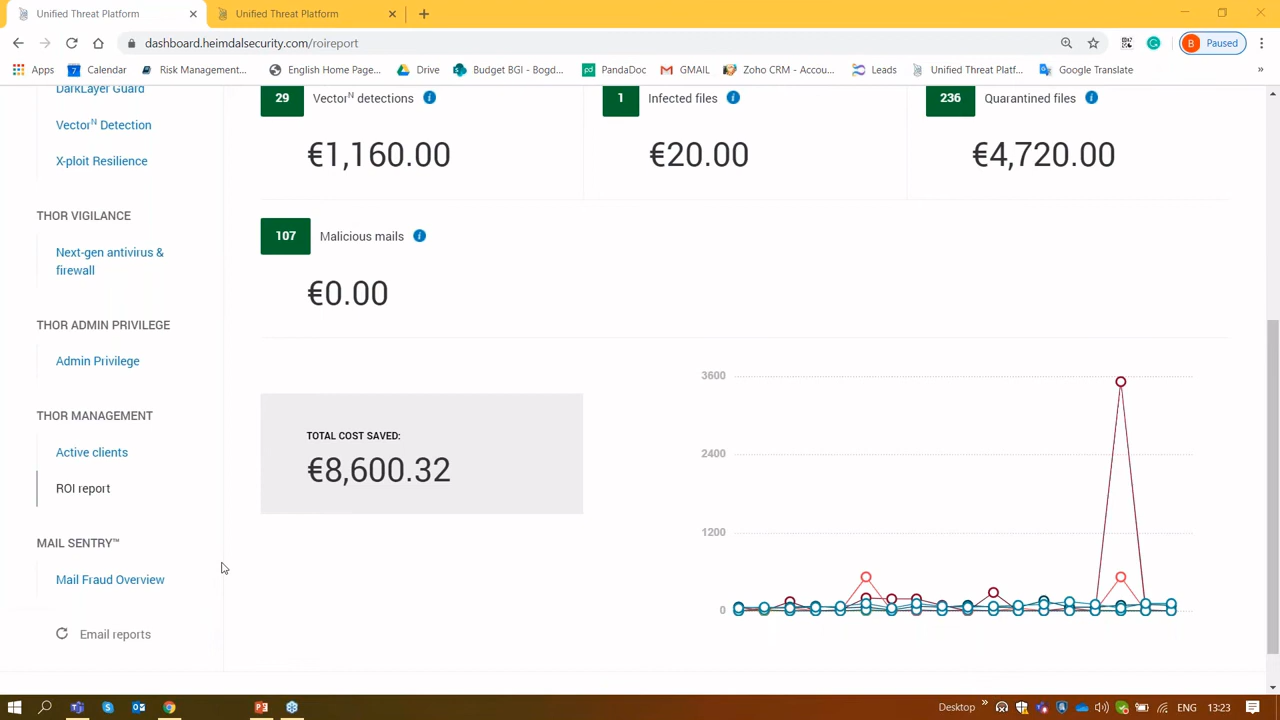 Unified Threat Platform
Unified Threat Platform
dashboard.heimdalsecurity.com/roireport
B Paused
Apps
7 Calendar
Risk Management...
English Home Page...
Drive
Budget BGI - Bogd...
pd PandaDoc
GMAIL
Zoho CRM - Accou...
Leads
Unified Threat Platf...
Google Translate
»
DarkLayer Guard
Vectorᴺ Detection
X-ploit Resilience
THOR VIGILANCE
Next-gen antivirus &
firewall
THOR ADMIN PRIVILEGE
Admin Privilege
THOR MANAGEMENT
Active clients
ROI report
MAIL SENTRY™
Mail Fraud Overview
Email reports
29 Vectorᴺ detections i
€1,160.00
1 Infected files i
€20.00
236 Quarantined files i
€4,720.00
107 Malicious mails i
€0.00
TOTAL COST SAVED:
€8,600.32
3600
2400
1200
0
Desktop » ENG 13:23